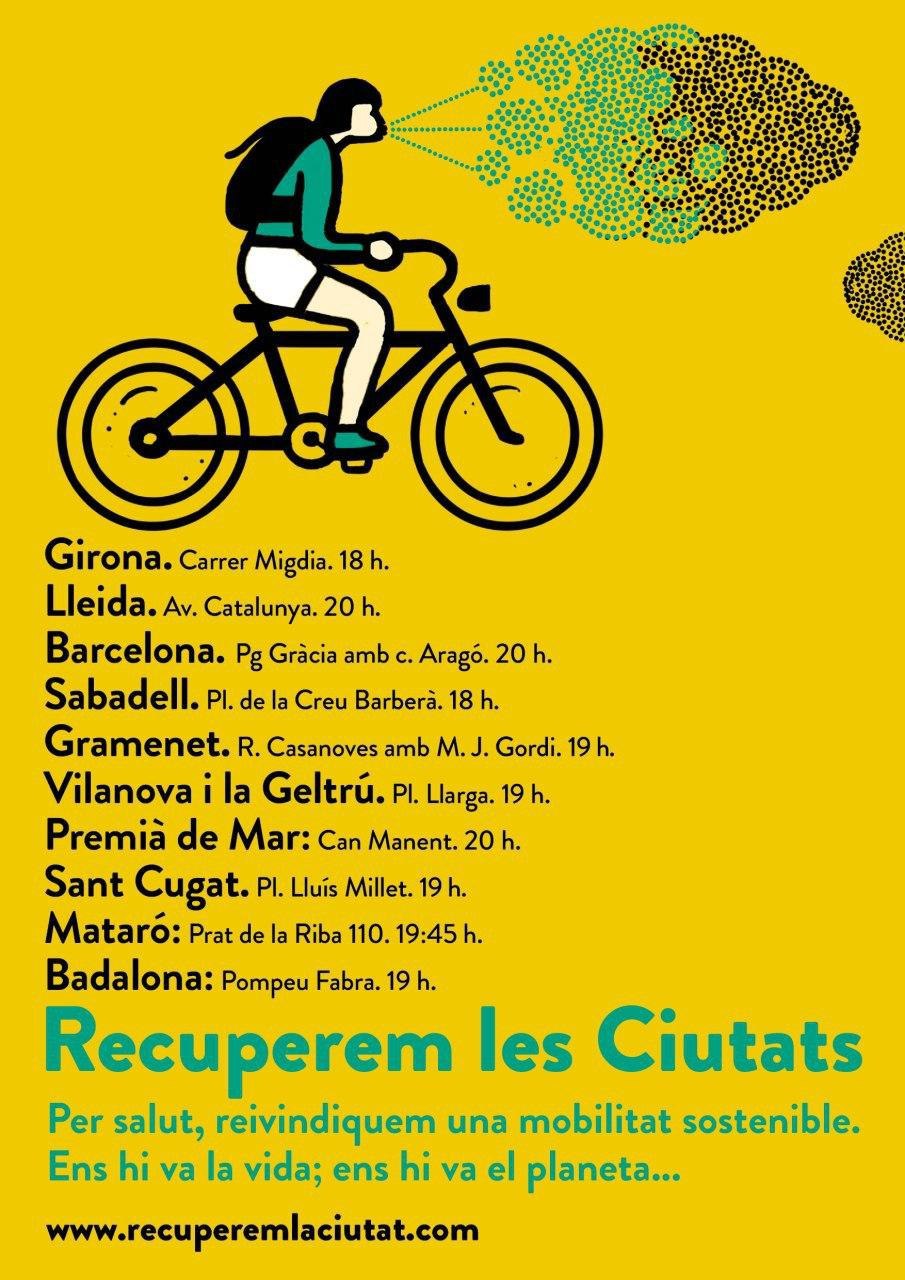 Girona. Carrer Migdia. 18 h.
Lleida. Av. Catalunya. 20 h.
Barcelona. Pg Gràcia amb c. Aragó. 20 h.
Sabadell. Pl. de la Creu Barberà. 18 h.
Gramenet. R. Casanoves amb M. J. Gordi. 19 h.
Vilanova i la Geltrú. Pl. Llarga. 19 h.
Premià de Mar: Can Manent. 20 h.
Sant Cugat. Pl. Lluís Millet. 19 h.
Mataró: Prat de la Riba 110. 19:45 h.
Badalona: Pompeu Fabra. 19 h.
Recuperem les Ciutats
Per salut, reivindiquem una mobilitat sostenible.
Ens hi va la vida; ens hi va el planeta...
www.recuperemlaciutat.com